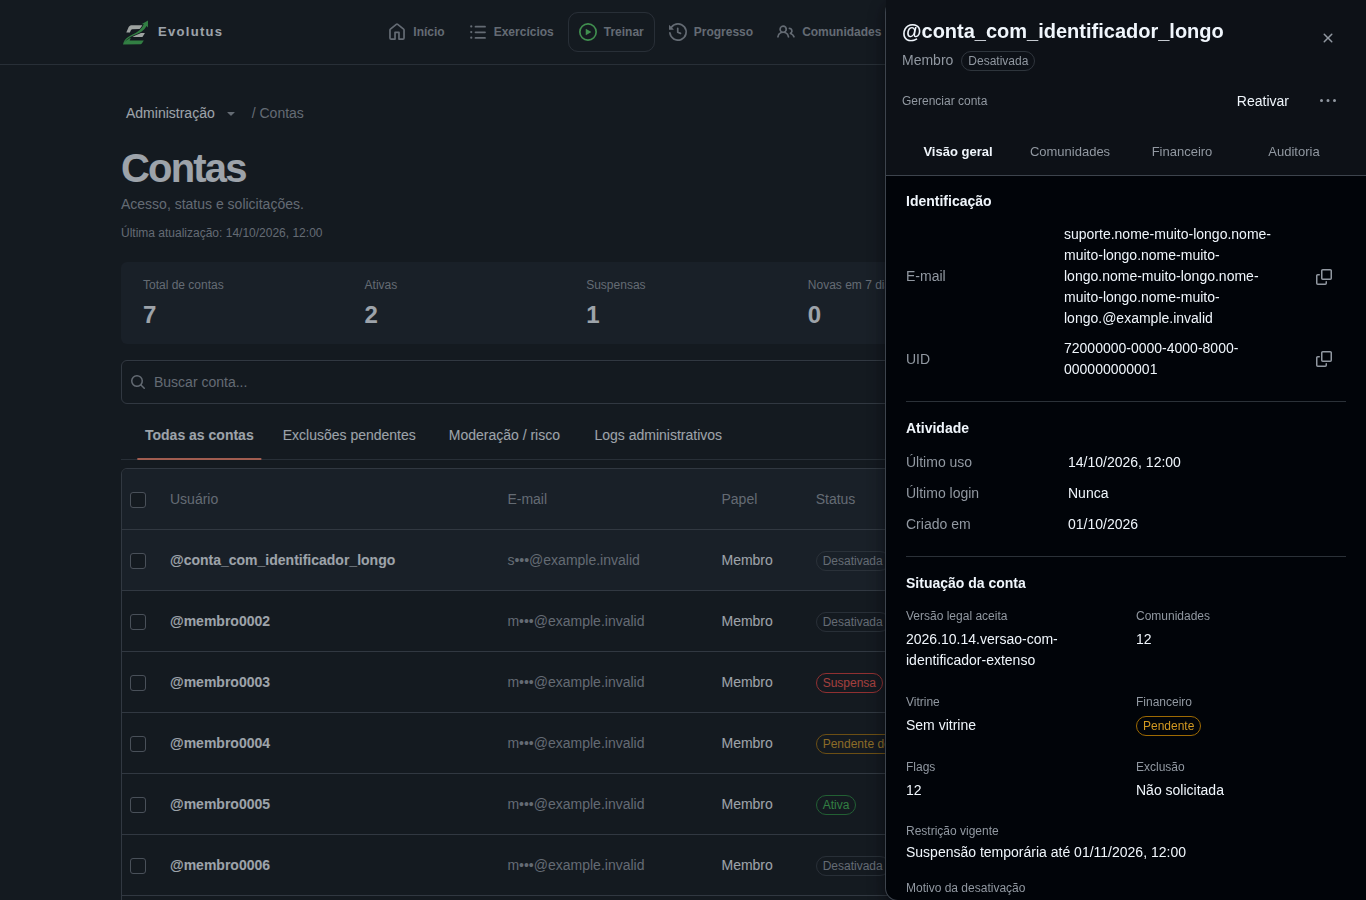 Evolutus
Início
Exercícios
Treinar
Progresso
Comunidades
Administração
/ Contas
Contas
Acesso, status e solicitações.
Última atualização: 14/10/2026, 12:00
Total de contas
Ativas
Suspensas
Novas em 7 di
7
2
1
0
Buscar conta...
Todas as contas
Exclusões pendentes
Moderação / risco
Logs administrativos
Usuário
E-mail
Papel
Status
@conta_com_identificador_longo
s•••@example.invalid
Membro
Desativada
@membro0002
m•••@example.invalid
Membro
Desativada
@membro0003
m•••@example.invalid
Membro
Suspensa
@membro0004
m•••@example.invalid
Membro
Pendente d
@membro0005
m•••@example.invalid
Membro
Ativa
@membro0006
m•••@example.invalid
Membro
Desativada
@conta_com_identificador_longo
Membro
Desativada
Gerenciar conta
Reativar
Visão geral
Comunidades
Financeiro
Auditoria
Identificação
E-mail
suporte.nome-muito-longo.nome-
muito-longo.nome-muito-
longo.nome-muito-longo.nome-
muito-longo.nome-muito-
longo.@example.invalid
UID
72000000-0000-4000-8000-
000000000001
Atividade
Último uso
14/10/2026, 12:00
Último login
Nunca
Criado em
01/10/2026
Situação da conta
Versão legal aceita
2026.10.14.versao-com-
identificador-extenso
Comunidades
12
Vitrine
Sem vitrine
Financeiro
Pendente
Flags
12
Exclusão
Não solicitada
Restrição vigente
Suspensão temporária até 01/11/2026, 12:00
Motivo da desativação